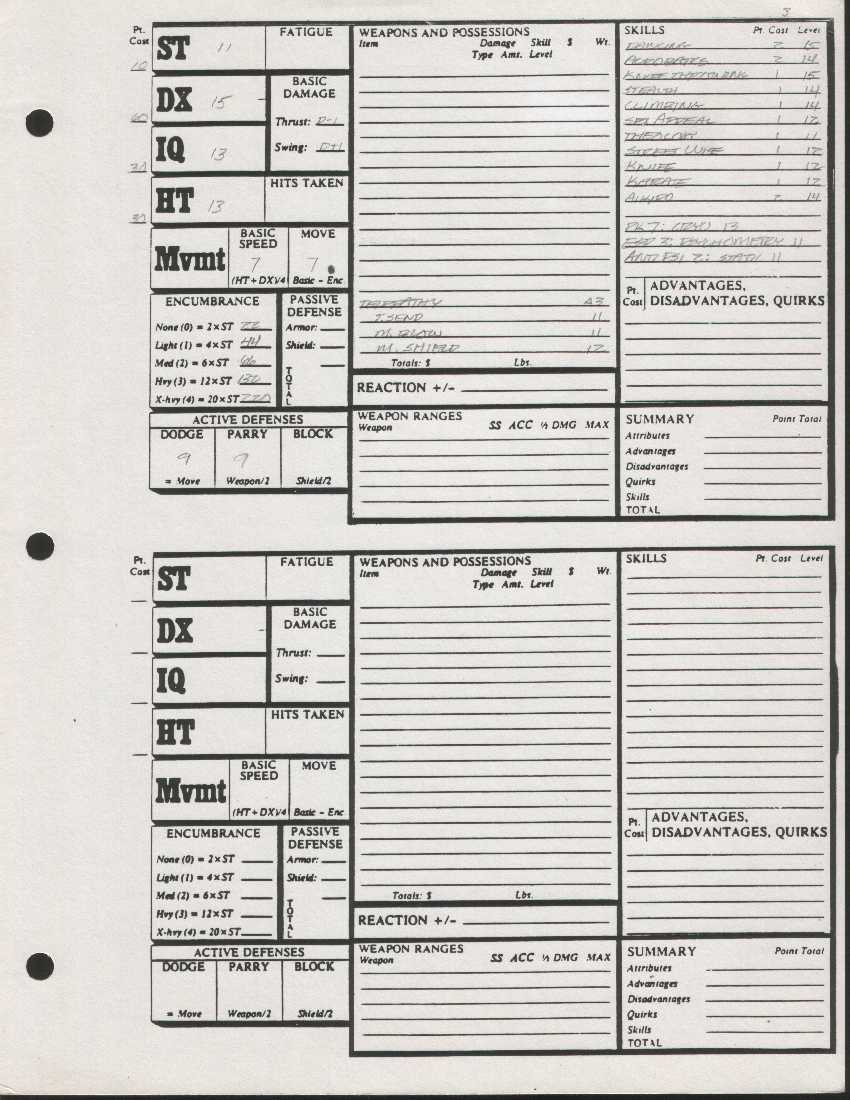 3
Pt. Cost
10
ST 11
FATIGUE
60
DX 15
BASIC DAMAGE
Thrust: D-1
Swing: D+1
IQ 13
HT 13
HITS TAKEN
Mvmt
BASIC SPEED
7
(HT + DX)/4
MOVE
7
Basic - Enc
ENCUMBRANCE
None (0) = 2×ST 22
Light (1) = 4×ST 44
Med (2) = 6×ST 66
Hvy (3) = 12×ST
X-hvy (4) = 20×ST 220
PASSIVE DEFENSE
Armor:
Shield:
TOTAL
ACTIVE DEFENSES
DODGE PARRY BLOCK
9 9
= Move Weapon/2 Shield/2
WEAPONS AND POSSESSIONS
Item Damage Skill $ Wt.
Type Amt. Level
TELEPATHY A3
T. SEND 11
M. BLOW 11
M. SHIELD 12
Totals: $ Lbs.
REACTION +/-
WEAPON RANGES
Weapon SS ACC ½ DMG MAX
SKILLS Pt. Cost Level
DANCING 2 15
ACROBATICS 2 14
KNIFE THROWING 1 15
STEALTH 1 14
CLIMBING 1 14
SEX APPEAL 1 12
THEOLOGY 1 11
STREETWISE 1 12
KNIFE 1
KARATE 1 12
2 14
PK 7: 13
ESP 3: PSYCHOMETRY 11
ANTI PSI 2: STATIC 11
Pt. Cost
ADVANTAGES,
DISADVANTAGES, QUIRKS
SUMMARY Point Total
Attributes
Advantages
Disadvantages
Quirks
Skills
TOTAL
Pt. Cost
ST
FATIGUE
DX
BASIC DAMAGE
Thrust:
Swing:
IQ
HT
HITS TAKEN
Mvmt
BASIC SPEED
(HT + DX)/4
MOVE
Basic - Enc
ENCUMBRANCE
None (0) = 2×ST
Light (1) = 4×ST
Med (2) = 6×ST
Hvy (3) = 12×ST
X-hvy (4) = 20×ST
PASSIVE DEFENSE
Armor:
Shield:
TOTAL
ACTIVE DEFENSES
DODGE PARRY BLOCK
= Move Weapon/2 Shield/2
WEAPONS AND POSSESSIONS
Item Damage Skill $ Wt.
Type Amt. Level
Totals: $ Lbs.
REACTION +/-
WEAPON RANGES
Weapon SS ACC ½ DMG MAX
SKILLS Pt. Cost Level
Pt. Cost
ADVANTAGES,
DISADVANTAGES, QUIRKS
SUMMARY Point Total
Attributes
Advantages
Disadvantages
Quirks
Skills
TOTAL